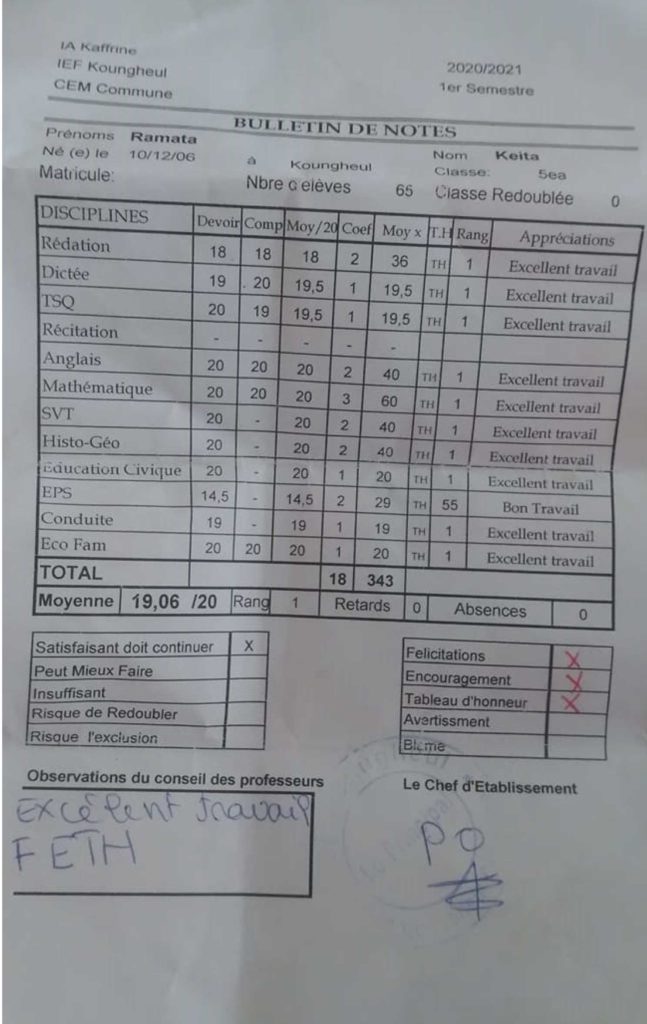 IA Kaffrine
IEF Koungheul
CEM Commune
2020/2021
1er Semestre
BULLETIN DE NOTES
Prénoms Ramata Nom Keita
Né (e) le 10/12/06 à Koungheul Classe: 5ea
Matricule: Nbre d'elèves 65 Classe Redoublée 0
DISCIPLINES Devoir Comp Moy/20 Coef Moy x T.H Rang Appréciations
Rédation 18 18 18 2 36 TH 1 Excellent travail
Dictée 19 20 19,5 1 19,5 TH 1 Excellent travail
TSQ 20 19 19,5 1 19,5 TH 1 Excellent travail
Récitation - - - - -
Anglais 20 20 20 2 40 TH 1 Excellent travail
Mathématique 20 20 20 3 60 TH 1 Excellent travail
SVT 20 - 20 2 40 TH 1 Excellent travail
Histo-Géo 20 - 20 2 40 TH 1 Excellent travail
Education Civique 20 - 20 1 20 TH 1 Excellent travail
EPS 14,5 - 14,5 2 29 TH 55 Bon Travail
Conduite 19 - 19 1 19 TH 1 Excellent travail
Eco Fam 20 20 20 1 20 TH 1 Excellent travail
TOTAL 18 343
Moyenne 19,06 /20 Rang 1 Retards 0 Absences 0
Satisfaisant doit continuer X
Peut Mieux Faire
Insuffisant
Risque de Redoubler
Risque l'exclusion
Felicitations X
Encouragement X
Tableau d'honneur X
Avertissment
Blame
Observations du conseil des professeurs
Excélent travail
FETH
Le Chef d'Etablissement
PO